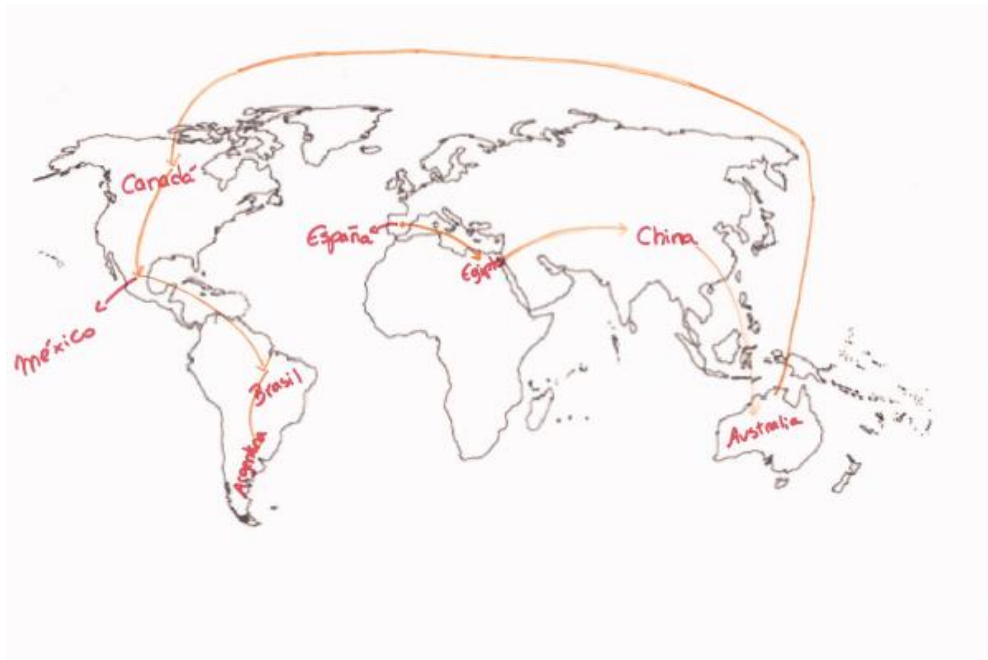 Canadá
España
Egipto
China
México
Brasil
Australia
Argentina